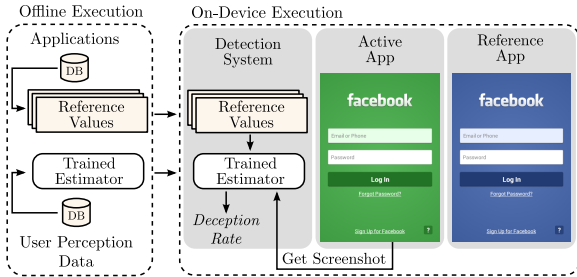 Offline Execution
On-Device Execution
Applications
DB
Reference
Values
Trained
Estimator
DB
User Perception
Data
Detection
System
Reference
Values
Trained
Estimator
Deception
Rate
Get Screenshot
Active
App
facebook
Email or Phone
Password
Log In
Forgot Password?
Sign Up for Facebook
?
Reference
App
facebook
Email or Phone
Password
Log In
Forgot Password?
Sign Up for Facebook
?